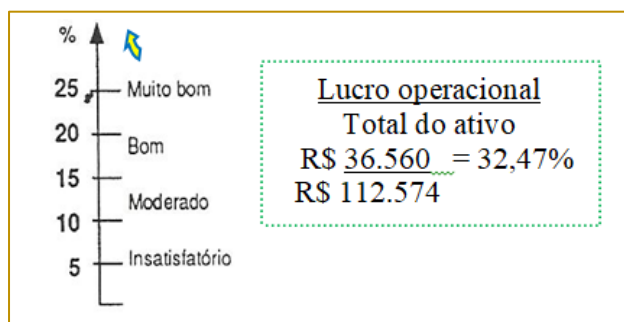 %
25 Muito bom
20
Bom
15
Moderado
10
5 Insatisfatório
Lucro operacional
Total do ativo
R$ 36.560 = 32,47%
R$ 112.574